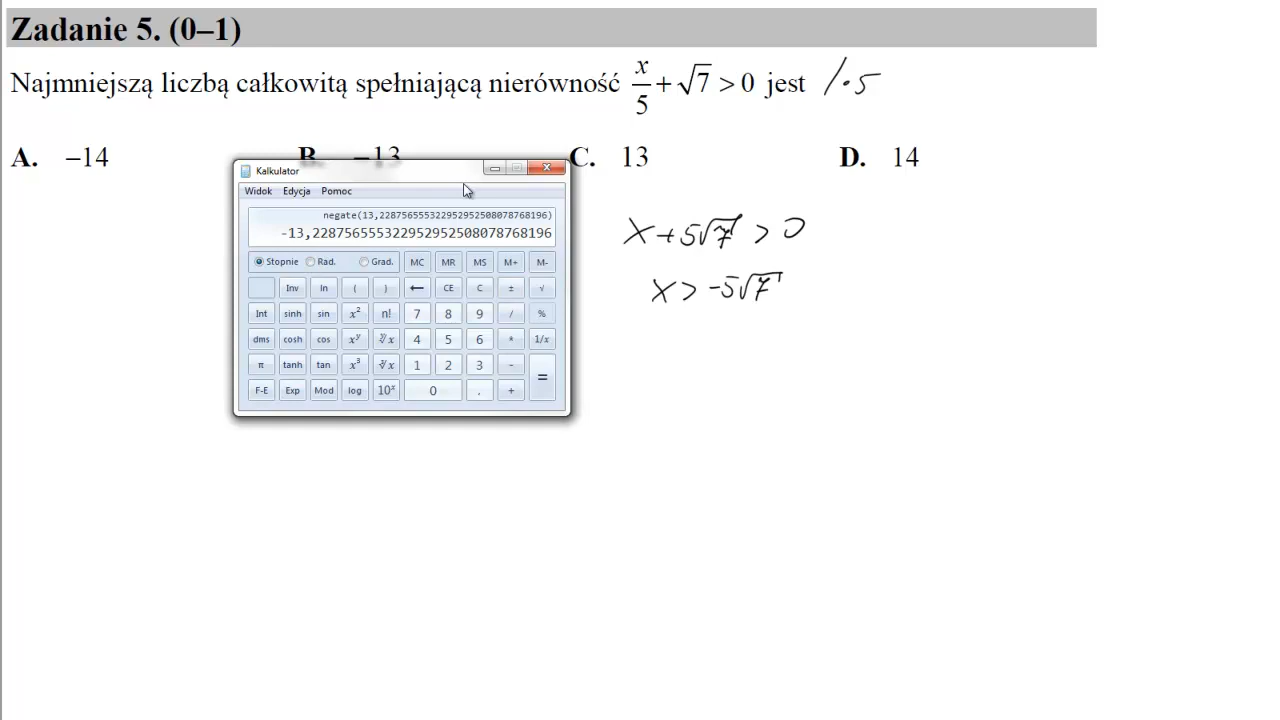 Zadanie 5. (0–1)
Najmniejszą liczbą całkowitą spełniającą nierówność x/5 + √7 > 0 jest /·5
A. −14 B. −13 C. 13 D. 14
Kalkulator
Widok Edycja Pomoc
negate(13,228756555322952952508078768196)
-13,228756555322952952508078768196
Stopnie Rad. Grad. MC MR MS M+ M-
Inv ln ( ) ← CE C ± √
Int sinh sin x² n! 7 8 9 / %
dms cosh cos xʸ ʸ√x 4 5 6 * 1/x
π tanh tan x³ ³√x 1 2 3 - =
F-E Exp Mod log 10ˣ 0 . +
x + 5√7 > 0
x > -5√7